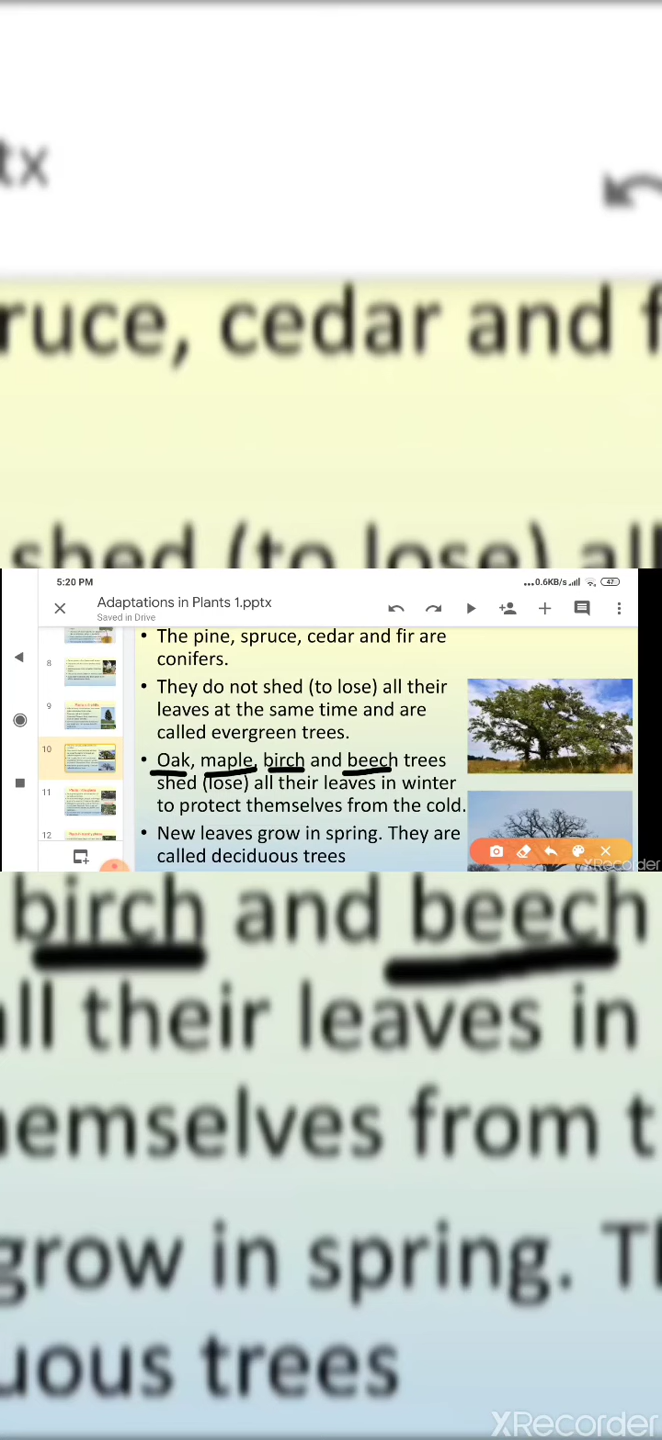 tx
ruce, cedar and f
shed (to lose) all
5:20 PM
...0.6KB/s
47
Adaptations in Plants 1.pptx
Saved in Drive
8
9
10
11
12
• The pine, spruce, cedar and fir are
conifers.
• They do not shed (to lose) all their
leaves at the same time and are
called evergreen trees.
• Oak, maple, birch and beech trees
shed (lose) all their leaves in winter
to protect themselves from the cold.
• New leaves grow in spring. They are
called deciduous trees
XRecorder
birch and beech
all their leaves in
hemselves from t
grow in spring. Th
uous trees
XRecorder